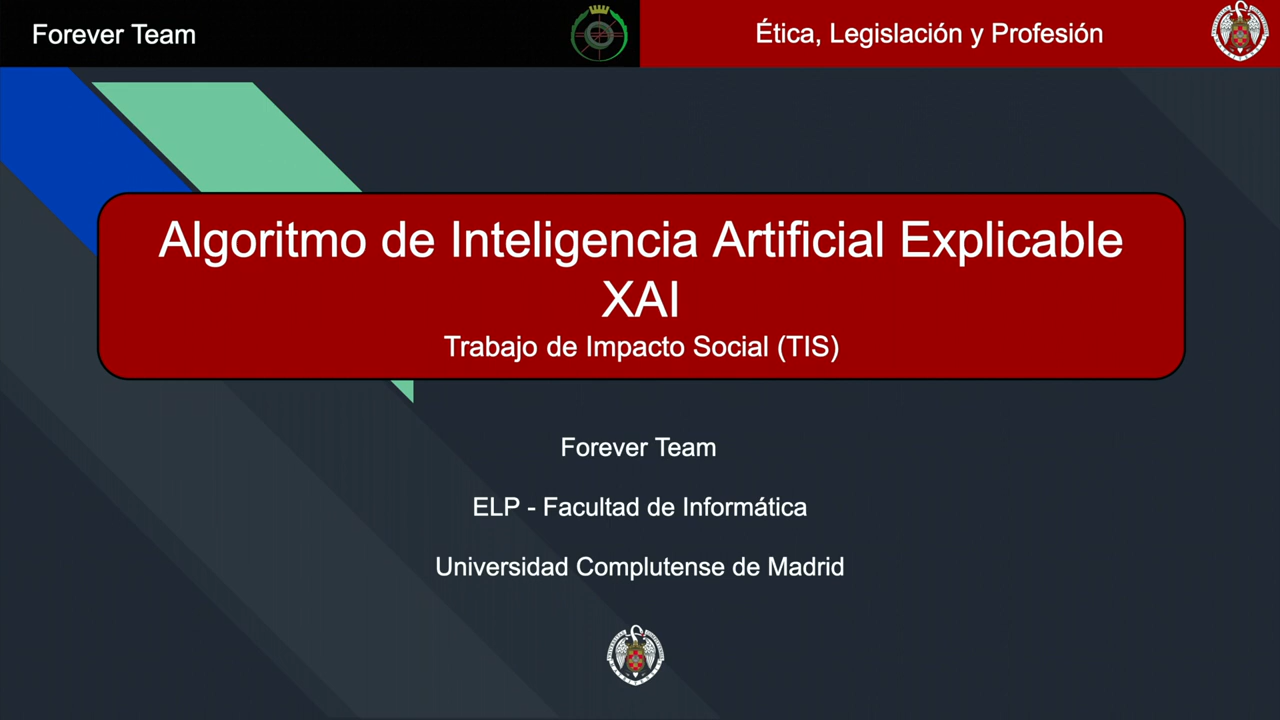 Forever Team
Ética, Legislación y Profesión
Algoritmo de Inteligencia Artificial Explicable
XAI
Trabajo de Impacto Social (TIS)
Forever Team
ELP - Facultad de Informática
Universidad Complutense de Madrid